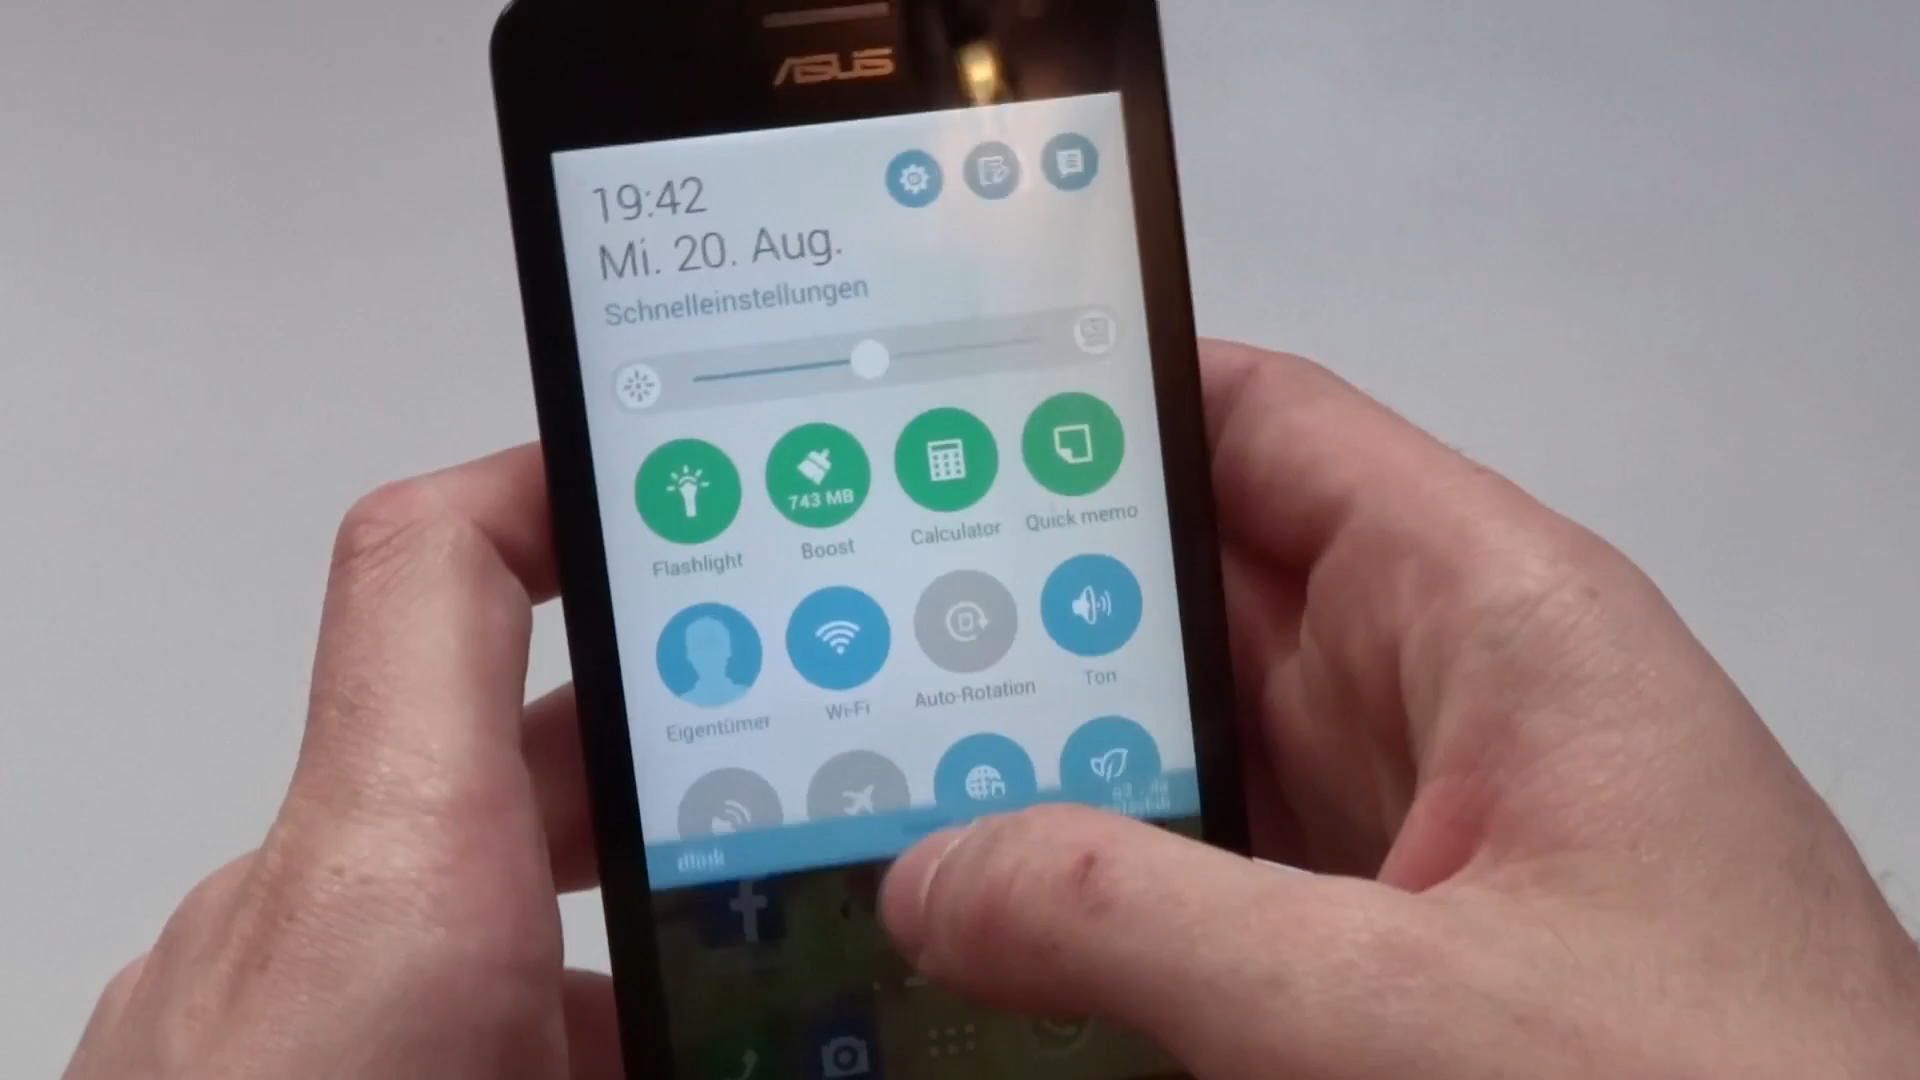 ASUS
19:42
Mi. 20. Aug.
Schnelleinstellungen
743 MB
Flashlight
Boost
Calculator
Quick memo
Eigentümer
Wi-Fi
Auto-Rotation
Ton